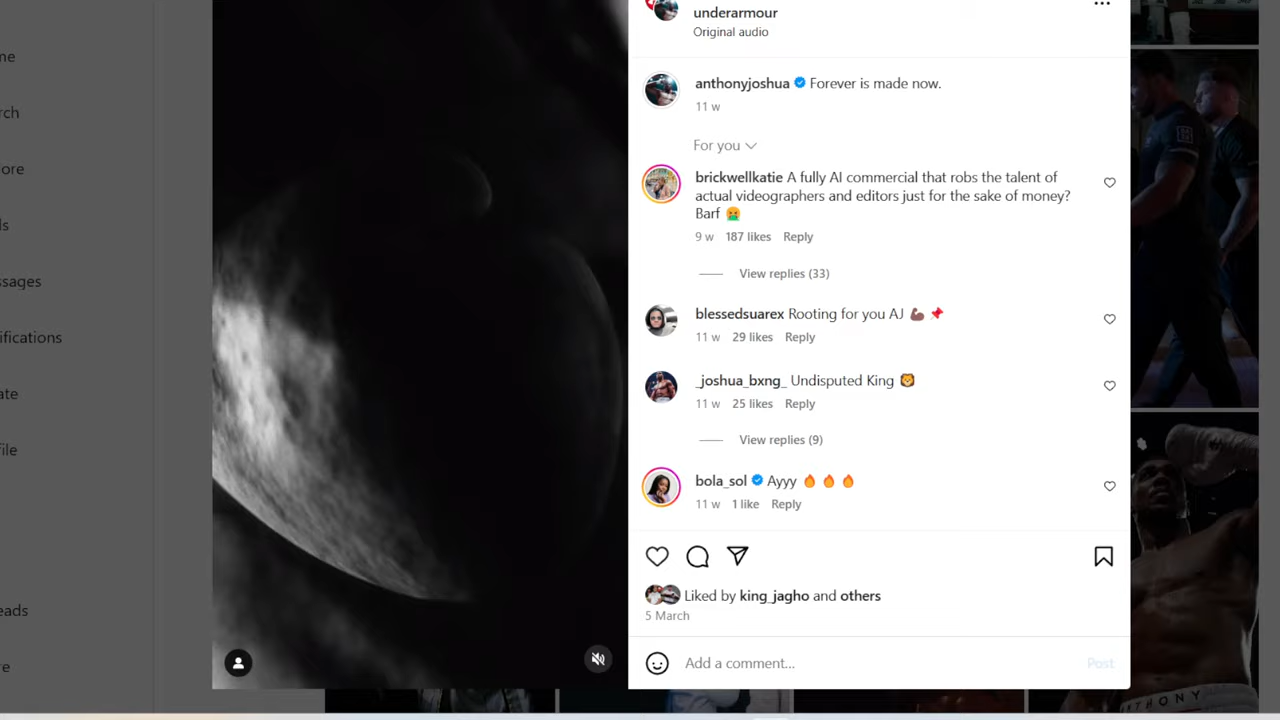 underarmour
Original audio
me
rch
ore
ls
ssages
ifications
ate
file
eads
re
anthonyjoshua Forever is made now.
11 w
For you
brickwellkatie A fully AI commercial that robs the talent of
actual videographers and editors just for the sake of money?
Barf 🤮
9 w 187 likes Reply
View replies (33)
blessedsuarex Rooting for you AJ 💪🏿 📌
11 w 29 likes Reply
_joshua_bxng_ Undisputed King 🦁
11 w 25 likes Reply
View replies (9)
bola_sol Ayyy 🔥 🔥 🔥
11 w 1 like Reply
Liked by king_jagho and others
5 March
Add a comment...
Post